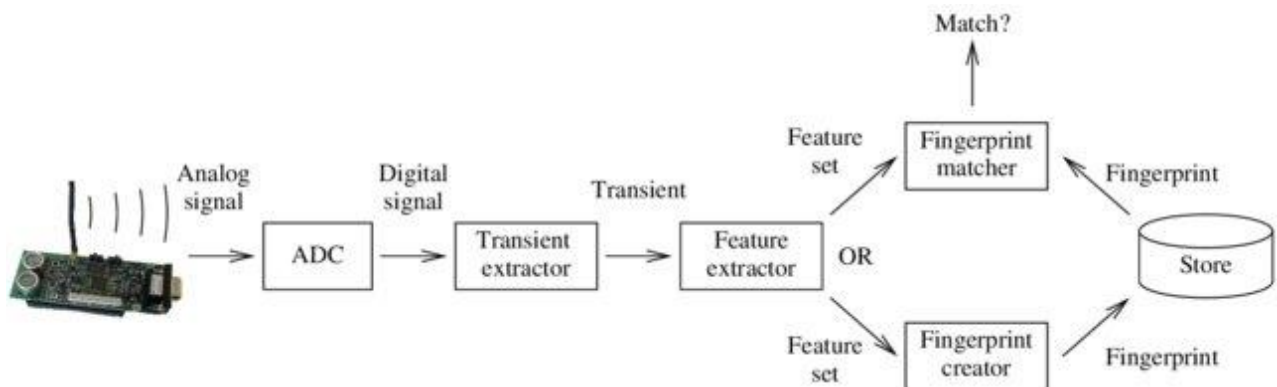 Match?
Feature
set
Fingerprint
matcher
Fingerprint
Analog
signal
Digital
signal
Transient
ADC
Transient
extractor
Feature
extractor
OR
Store
Feature
set
Fingerprint
creator
Fingerprint